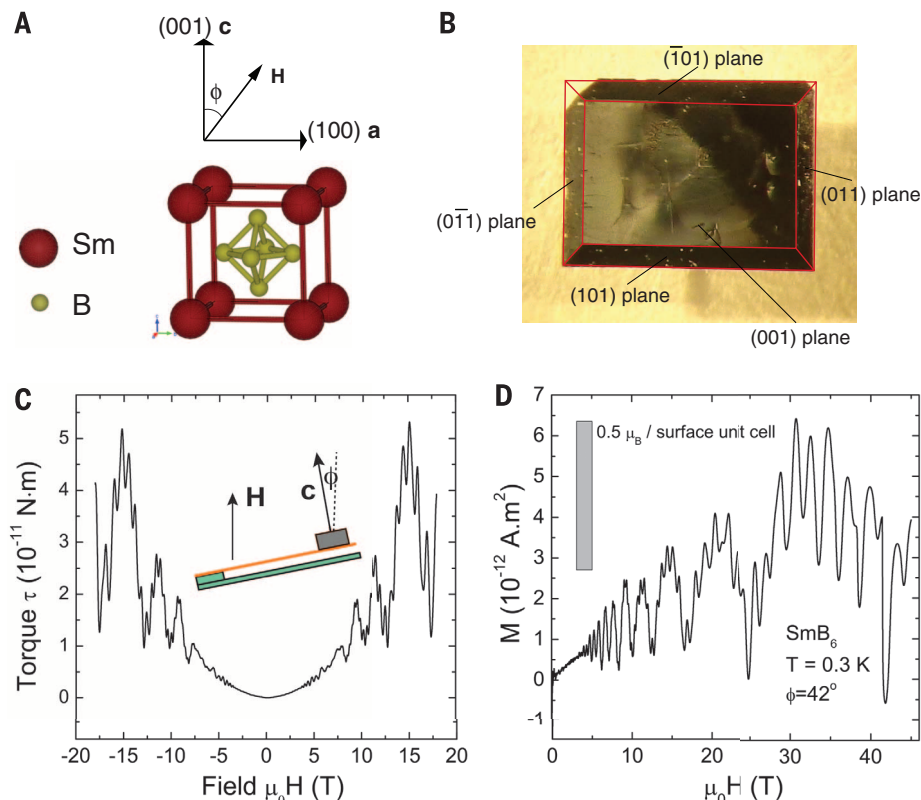 A
(001) c
H
ϕ
(100) a
Sm
B
B
(1̅01) plane
(011) plane
(01̅1̅) plane
(101) plane
(001) plane
C
Torque τ (10⁻¹¹ N·m)
5
4
3
2
1
0
H
c
ϕ
-20 -15 -10 -5 0 5 10 15 20
Field μ₀H (T)
D
M (10⁻¹² A.m²)
7
6
5
4
3
2
1
0
-1
0.5 μ_B / surface unit cell
SmB₆
T = 0.3 K
ϕ=42°
0 10 20 30 40
μ₀H (T)